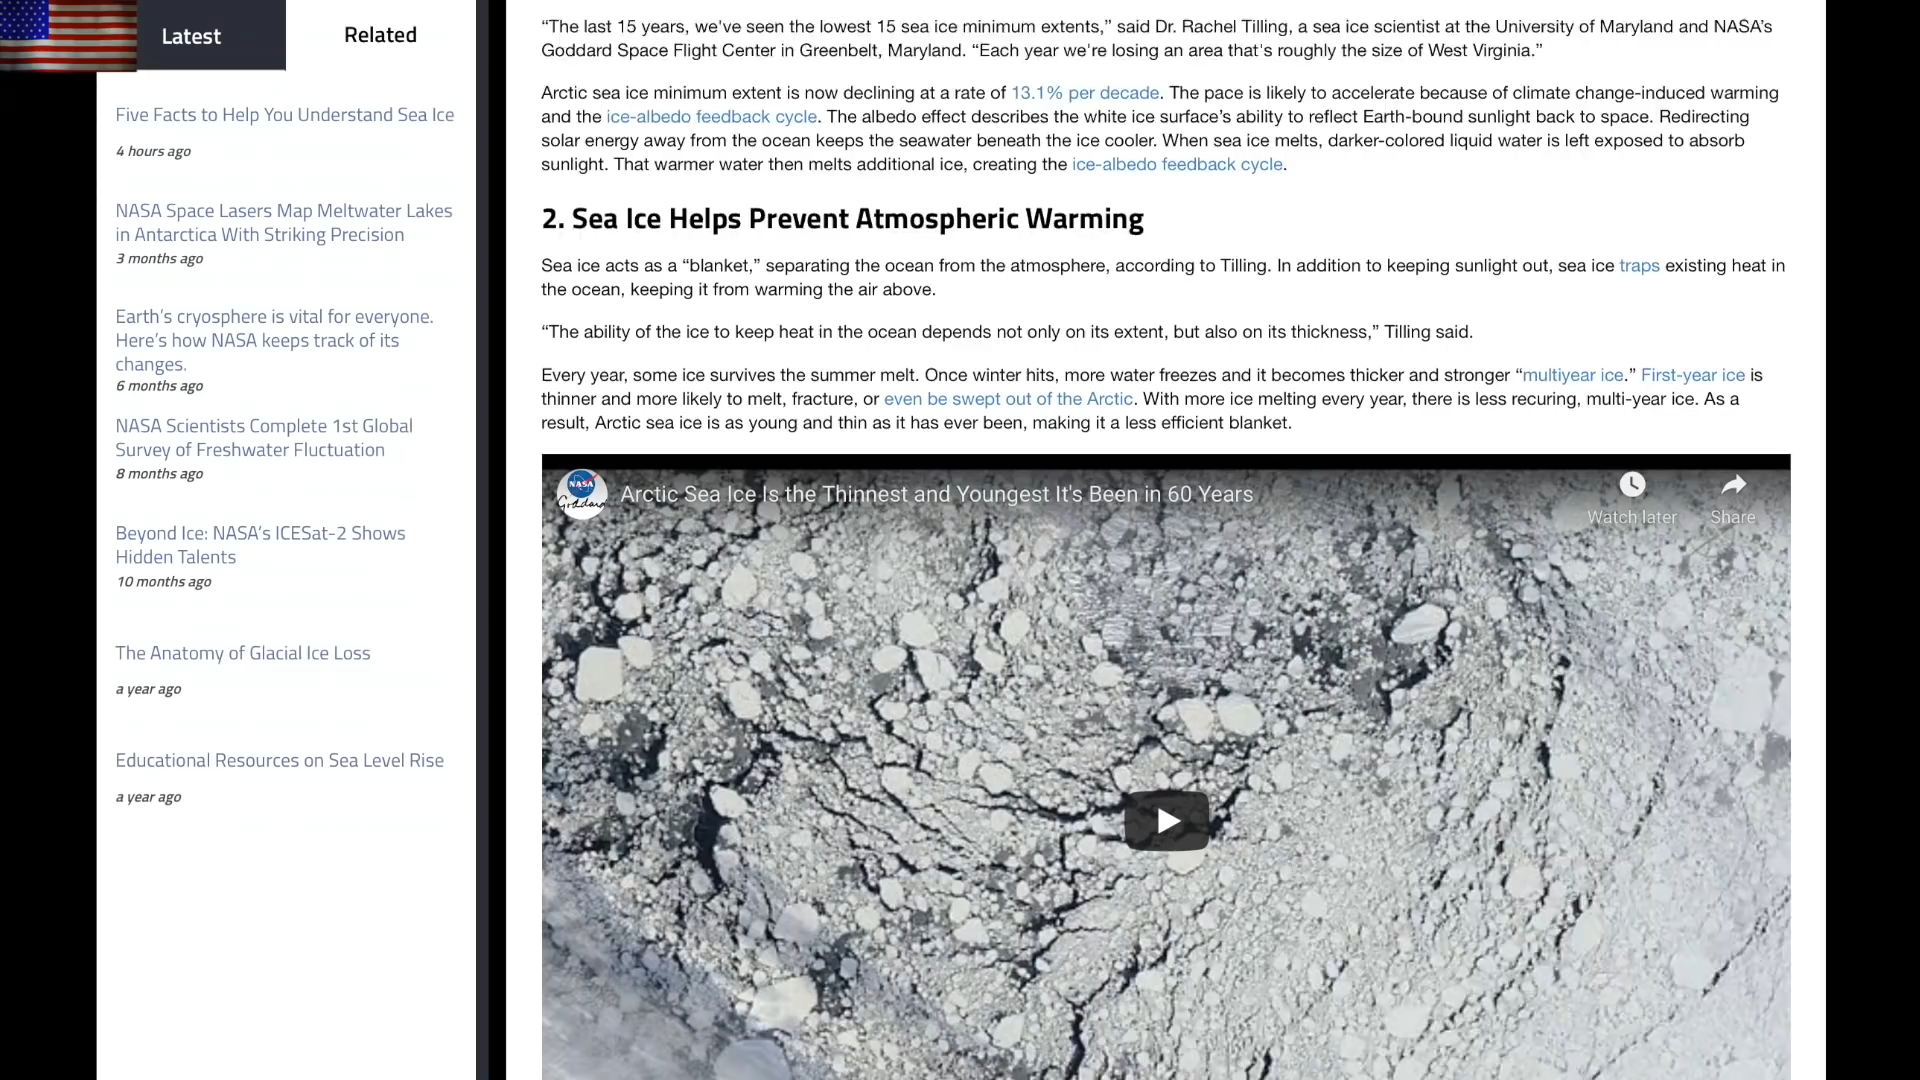 Latest
Related
Five Facts to Help You Understand Sea Ice
4 hours ago
NASA Space Lasers Map Meltwater Lakes
in Antarctica With Striking Precision
3 months ago
Earth’s cryosphere is vital for everyone.
Here’s how NASA keeps track of its
changes.
6 months ago
NASA Scientists Complete 1st Global
Survey of Freshwater Fluctuation
8 months ago
Beyond Ice: NASA’s ICESat-2 Shows
Hidden Talents
10 months ago
The Anatomy of Glacial Ice Loss
a year ago
Educational Resources on Sea Level Rise
a year ago
“The last 15 years, we've seen the lowest 15 sea ice minimum extents,” said Dr. Rachel Tilling, a sea ice scientist at the University of Maryland and NASA’s
Goddard Space Flight Center in Greenbelt, Maryland. “Each year we're losing an area that's roughly the size of West Virginia.”
Arctic sea ice minimum extent is now declining at a rate of 13.1% per decade. The pace is likely to accelerate because of climate change-induced warming
and the ice-albedo feedback cycle. The albedo effect describes the white ice surface’s ability to reflect Earth-bound sunlight back to space. Redirecting
solar energy away from the ocean keeps the seawater beneath the ice cooler. When sea ice melts, darker-colored liquid water is left exposed to absorb
sunlight. That warmer water then melts additional ice, creating the ice-albedo feedback cycle.
2. Sea Ice Helps Prevent Atmospheric Warming
Sea ice acts as a “blanket,” separating the ocean from the atmosphere, according to Tilling. In addition to keeping sunlight out, sea ice traps existing heat in
the ocean, keeping it from warming the air above.
“The ability of the ice to keep heat in the ocean depends not only on its extent, but also on its thickness,” Tilling said.
Every year, some ice survives the summer melt. Once winter hits, more water freezes and it becomes thicker and stronger “multiyear ice.” First-year ice is
thinner and more likely to melt, fracture, or even be swept out of the Arctic. With more ice melting every year, there is less recuring, multi-year ice. As a
result, Arctic sea ice is as young and thin as it has ever been, making it a less efficient blanket.
NASA
Goddard
Arctic Sea Ice Is the Thinnest and Youngest It's Been in 60 Years
Watch later
Share